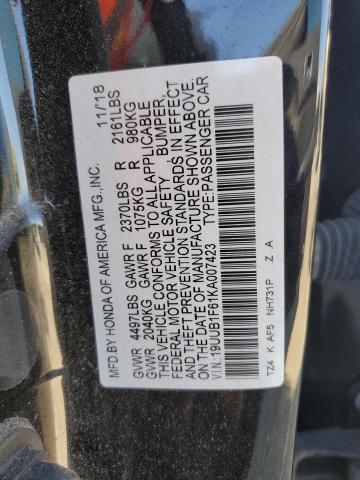 MFD.BY HONDA OF AMERICA MFG.,INC. 11/18
GVWR 4497LBS GAWR F 2370LBS R 2161LBS
GVWR 2040KG GAWR F 1075KG R 980KG
THIS VEHICLE CONFORMS TO ALL APPLICABLE
FEDERAL MOTOR VEHICLE SAFETY BUMPER,
AND THEFT PREVENTION STANDARDS IN EFFECT
ON THE DATE OF MANUFACTURE SHOWN ABOVE.
V.I.N.:19UUB1F61KA007423 TYPE:PASSENGER CAR
TZ4 K AF5 NH731P Z .A